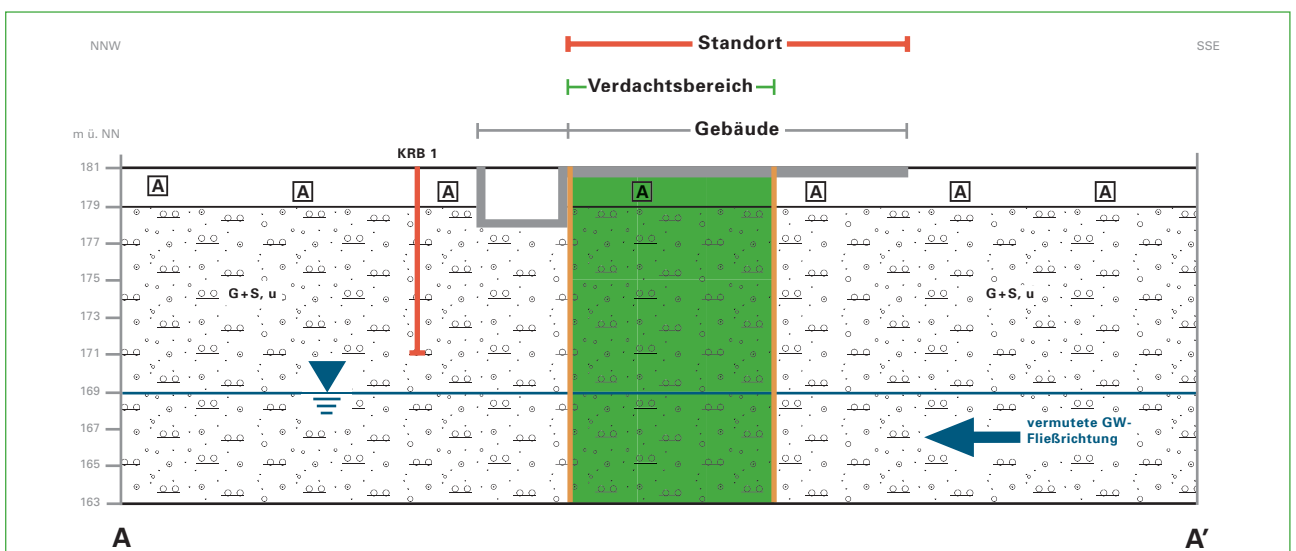 NNW
Standort
SSE
Verdachtsbereich
Gebäude
m ü. NN
KRB 1
181
A A A A A A A
179
177
175
G+S, u G+S, u
173
171
169
vermutete GW-
Fließrichtung
167
165
163
A A’